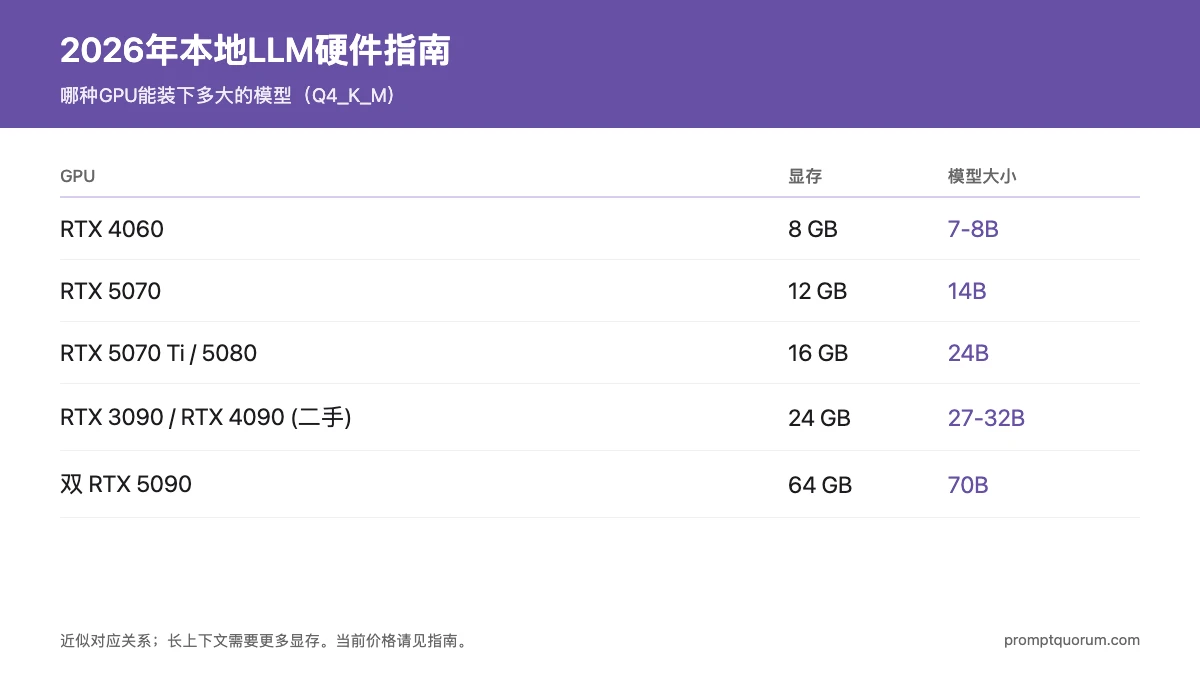 2026年本地LLM硬件指南
哪种GPU能装下多大的模型（Q4_K_M）
GPU 显存 模型大小
RTX 4060 8 GB 7-8B
RTX 5070 12 GB 14B
RTX 5070 Ti / 5080 16 GB 24B
RTX 3090 / RTX 4090 (二手) 24 GB 27-32B
双 RTX 5090 64 GB 70B
近似对应关系；长上下文需要更多显存。当前价格请见指南。 promptquorum.com